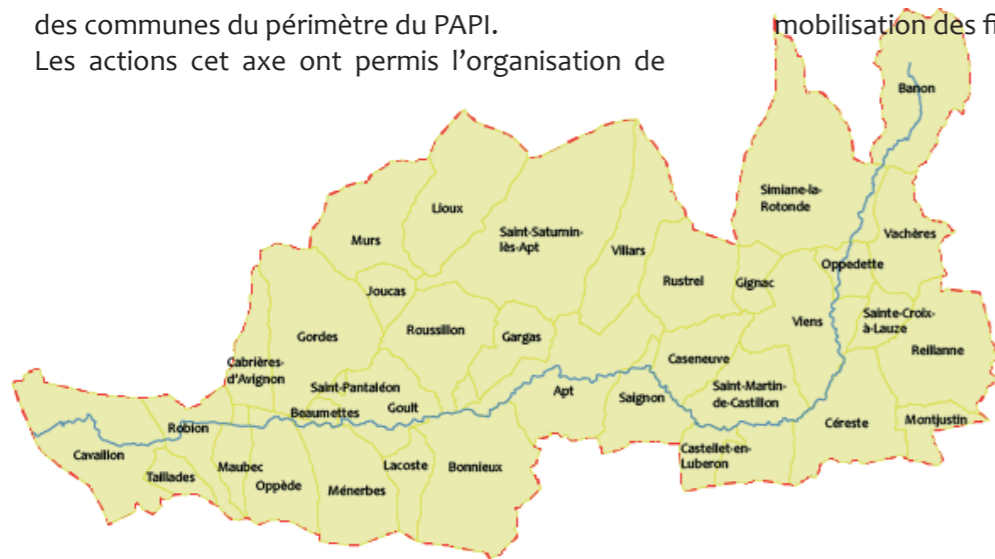 des communes du périmètre du PAPI.
Les actions cet axe ont permis l’organisation de
mobilisation des fi
Banon
Simiane-la-
Rotonde
Lioux
Saint-Saturnin-
lès-Apt
Murs
Villars
Vachères
Oppedette
Rustrel
Gignac
Joucas
Roussillon
Gargas
Viens
Sainte-Croix-
à-Lauze
Gordes
Reillanne
Caseneuve
Cabrières-
d’Avignon
Saint-Pantaléon
Saint-Martin-
de-Castillon
Apt
Saignon
Beaumettes
Goult
Robion
Céreste
Montjustin
Cavaillon
Castellet-en-
Luberon
Maubec
Lacoste
Bonnieux
Taillades
Oppède
Ménerbes